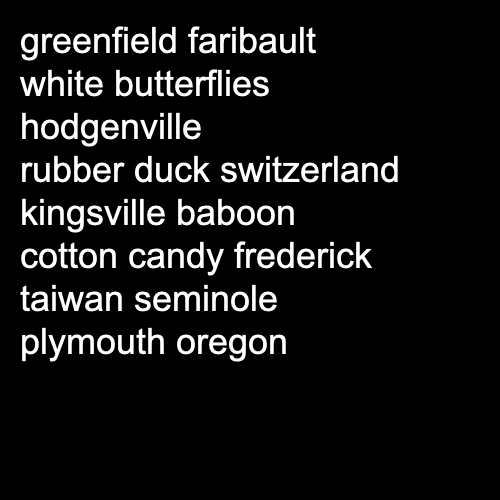 greenfield faribault
white butterflies
hodgenville
rubber duck switzerland
kingsville baboon
cotton candy frederick
taiwan seminole
plymouth oregon